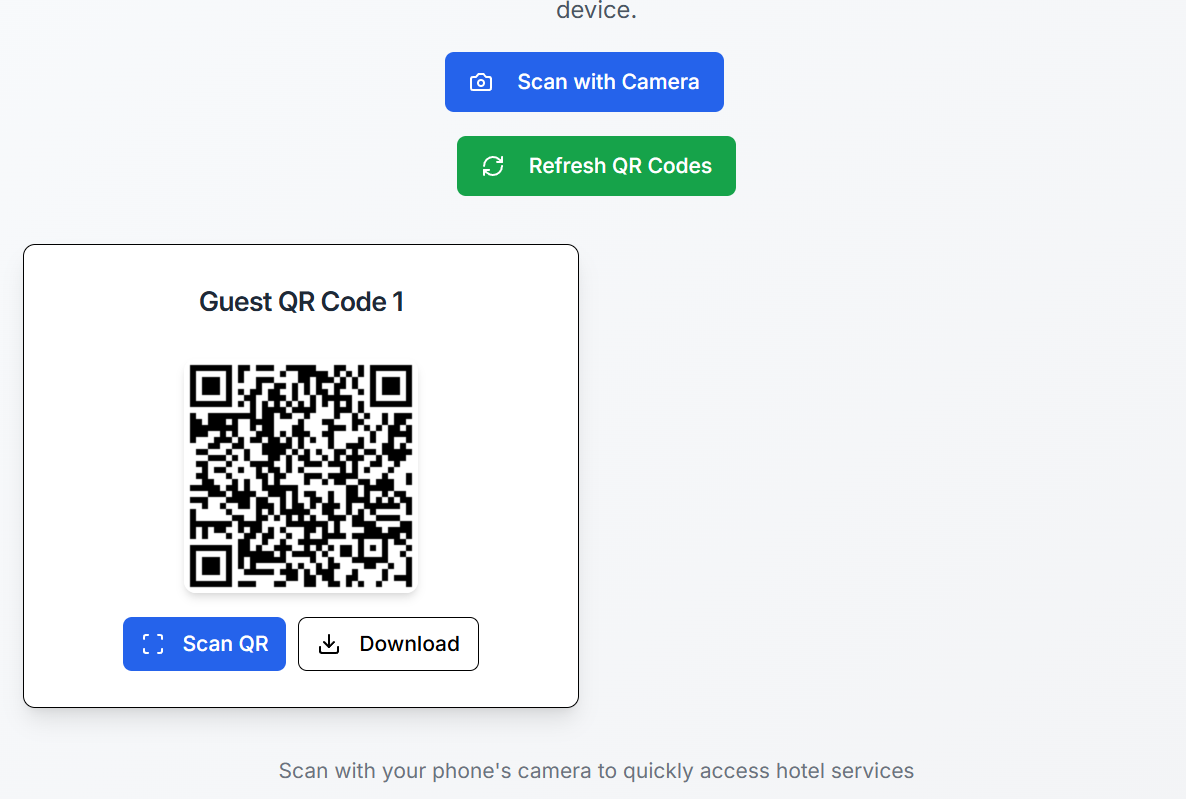 device.
Scan with Camera
Refresh QR Codes
Guest QR Code 1
Scan QR
Download
Scan with your phone's camera to quickly access hotel services